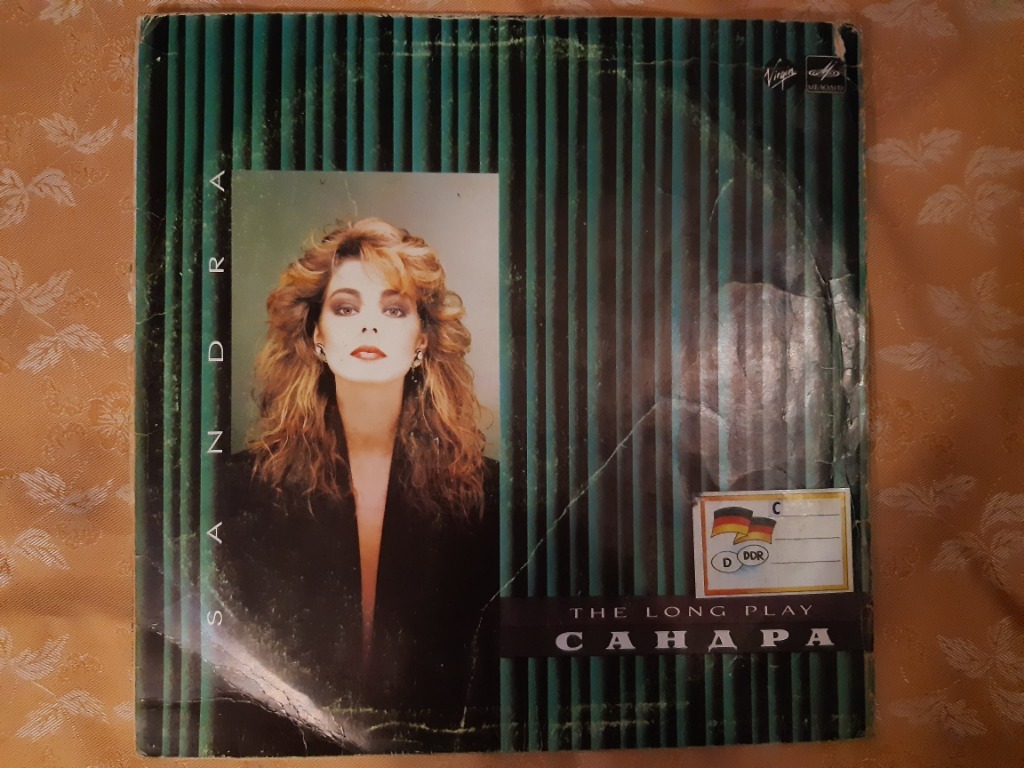 Virgin
МЕЛОДИЯ
SANDRA
C
D
DDR
THE LONG PLAY
САНДРА